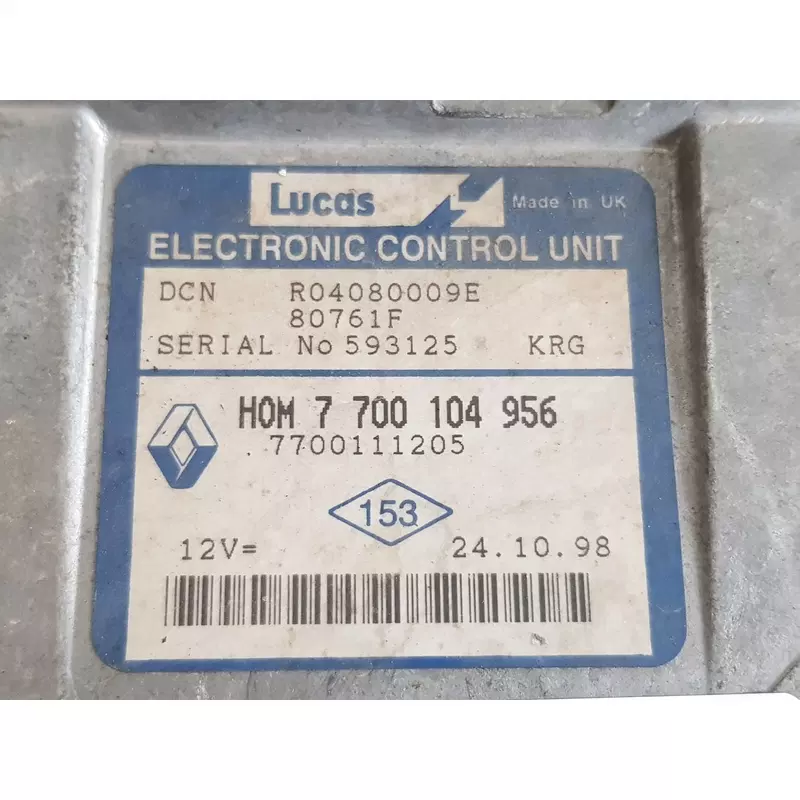 Lucas Made in UK
ELECTRONIC CONTROL UNIT
DCN R04080009E
80761F
SERIAL No 593125 KRG
HOM 7 700 104 956
7700111205
153
12V= 24.10.98